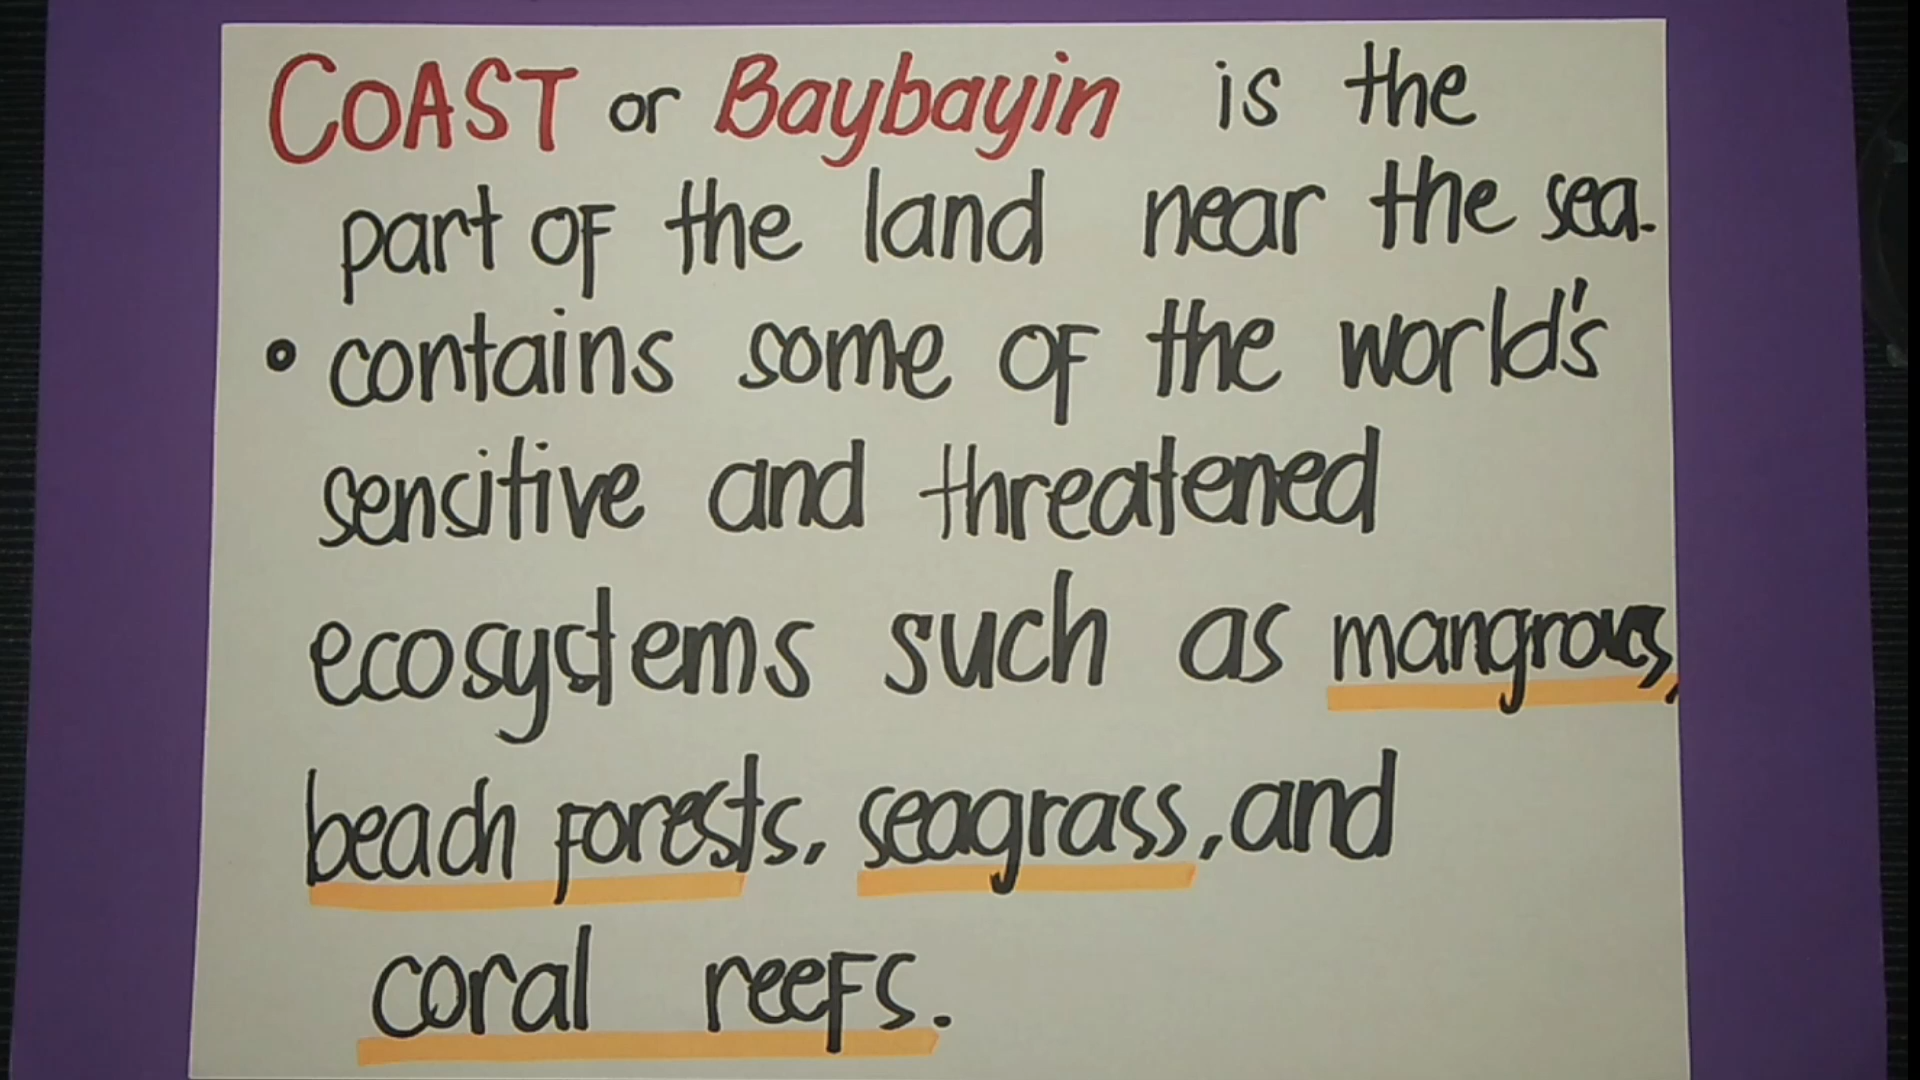 COAST or Baybayin is the
part of the land near the sea.
• contains some of the world's
sensitive and threatened
ecosystems such as mangroves,
beach forests, seagrass, and
coral reefs.